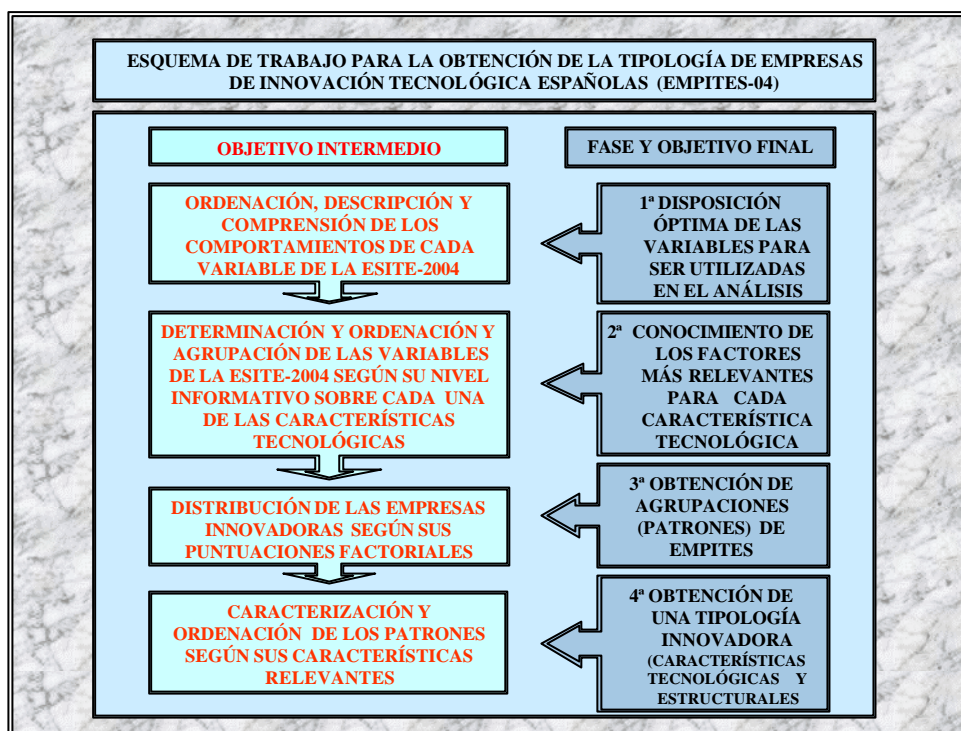 ESQUEMA DE TRABAJO PARA LA OBTENCIÓN DE LA TIPOLOGÍA DE EMPRESAS
DE INNOVACIÓN TECNOLÓGICA ESPAÑOLAS (EMPITES-04)
OBJETIVO INTERMEDIO
FASE Y OBJETIVO FINAL
ORDENACIÓN, DESCRIPCIÓN Y
COMPRENSIÓN DE LOS
COMPORTAMIENTOS DE CADA
VARIABLE DE LA ESITE-2004
1ª DISPOSICIÓN
ÓPTIMA DE LAS
VARIABLES PARA
SER UTILIZADAS
EN EL ANÁLISIS
DETERMINACIÓN Y ORDENACIÓN Y
AGRUPACIÓN DE LAS VARIABLES
DE LA ESITE-2004 SEGÚN SU NIVEL
INFORMATIVO SOBRE CADA UNA
DE LAS CARACTERÍSTICAS
TECNOLÓGICAS
2ª CONOCIMIENTO DE
LOS FACTORES
MÁS RELEVANTES
PARA CADA
CARACTERÍSTICA
TECNOLÓGICA
DISTRIBUCIÓN DE LAS EMPRESAS
INNOVADORAS SEGÚN SUS
PUNTUACIONES FACTORIALES
3ª OBTENCIÓN DE
AGRUPACIONES
(PATRONES) DE
EMPITES
CARACTERIZACIÓN Y
ORDENACIÓN DE LOS PATRONES
SEGÚN SUS CARACTERÍSTICAS
RELEVANTES
4ª OBTENCIÓN DE
UNA TIPOLOGÍA
INNOVADORA
(CARACTERÍSTICAS
TECNOLÓGICAS Y
ESTRUCTURALES